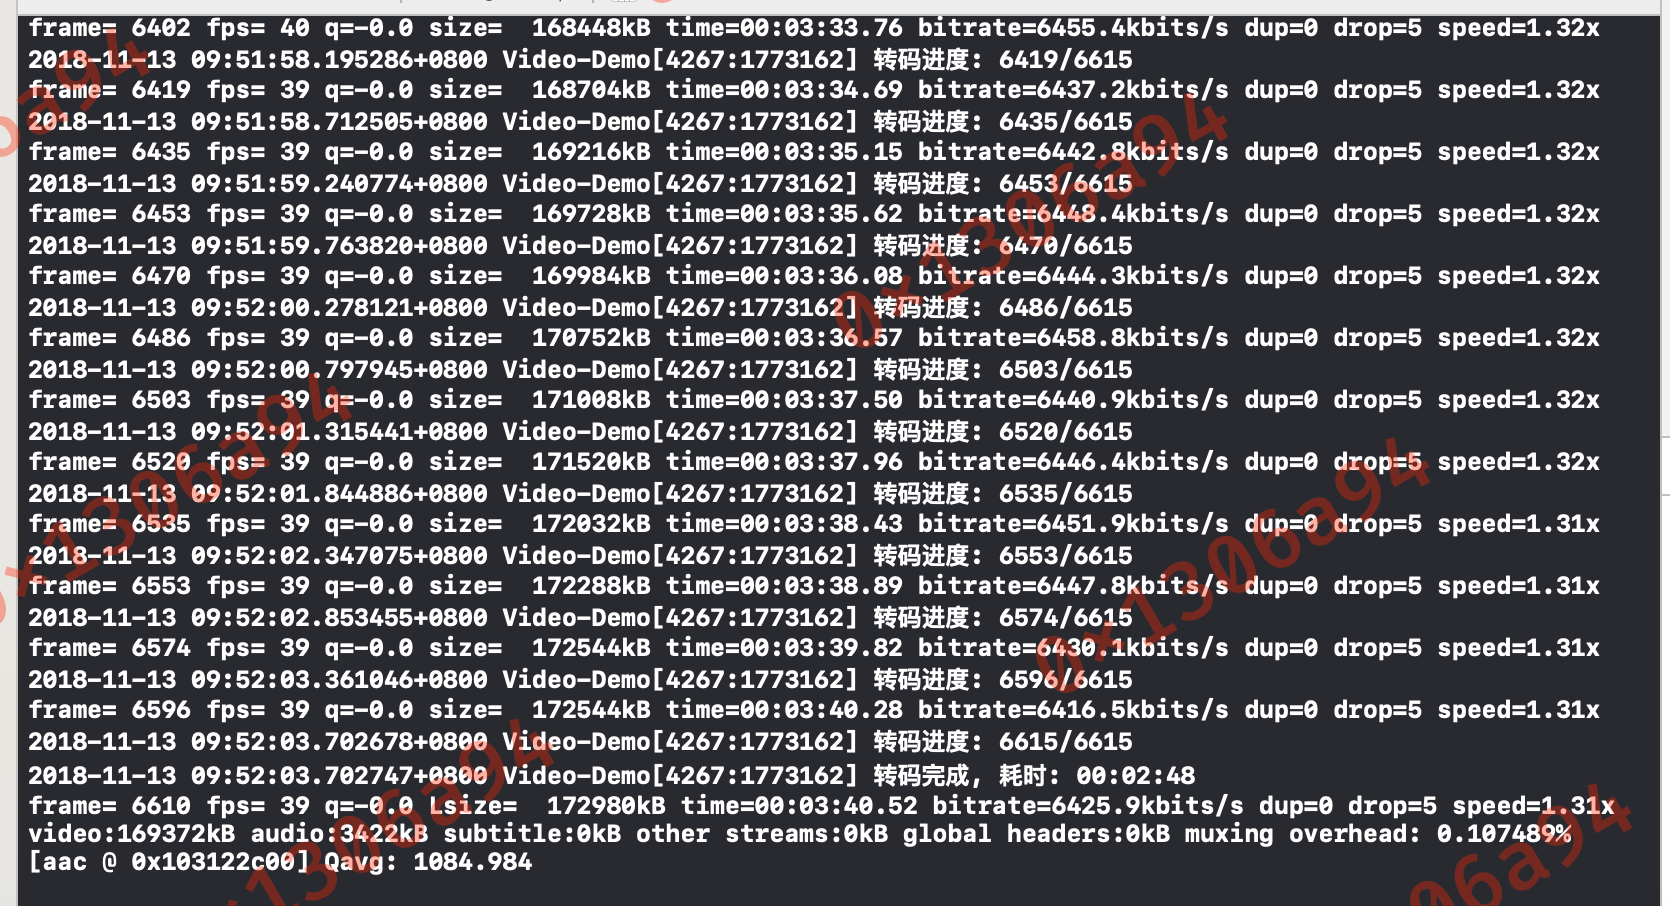 frame= 6402 fps= 40 q=-0.0 size=  168448kB time=00:03:33.76 bitrate=6455.4kbits/s dup=0 drop=5 speed=1.32x
2018-11-13 09:51:58.195286+0800 Video-Demo[4267:1773162] 转码进度: 6419/6615
frame= 6419 fps= 39 q=-0.0 size=  168704kB time=00:03:34.69 bitrate=6437.2kbits/s dup=0 drop=5 speed=1.32x
2018-11-13 09:51:58.712505+0800 Video-Demo[4267:1773162] 转码进度: 6435/6615
frame= 6435 fps= 39 q=-0.0 size=  169216kB time=00:03:35.15 bitrate=6442.8kbits/s dup=0 drop=5 speed=1.32x
2018-11-13 09:51:59.240774+0800 Video-Demo[4267:1773162] 转码进度: 6453/6615
frame= 6453 fps= 39 q=-0.0 size=  169728kB time=00:03:35.62 bitrate=6448.4kbits/s dup=0 drop=5 speed=1.32x
2018-11-13 09:51:59.763820+0800 Video-Demo[4267:1773162] 转码进度: 6470/6615
frame= 6470 fps= 39 q=-0.0 size=  169984kB time=00:03:36.08 bitrate=6444.3kbits/s dup=0 drop=5 speed=1.32x
2018-11-13 09:52:00.278121+0800 Video-Demo[4267:1773162] 转码进度: 6486/6615
frame= 6486 fps= 39 q=-0.0 size=  170752kB time=00:03:36.57 bitrate=6458.8kbits/s dup=0 drop=5 speed=1.32x
2018-11-13 09:52:00.797945+0800 Video-Demo[4267:1773162] 转码进度: 6503/6615
frame= 6503 fps= 39 q=-0.0 size=  171008kB time=00:03:37.50 bitrate=6440.9kbits/s dup=0 drop=5 speed=1.32x
2018-11-13 09:52:01.315441+0800 Video-Demo[4267:1773162] 转码进度: 6520/6615
frame= 6520 fps= 39 q=-0.0 size=  171520kB time=00:03:37.96 bitrate=6446.4kbits/s dup=0 drop=5 speed=1.32x
2018-11-13 09:52:01.844886+0800 Video-Demo[4267:1773162] 转码进度: 6535/6615
frame= 6535 fps= 39 q=-0.0 size=  172032kB time=00:03:38.43 bitrate=6451.9kbits/s dup=0 drop=5 speed=1.31x
2018-11-13 09:52:02.347075+0800 Video-Demo[4267:1773162] 转码进度: 6553/6615
frame= 6553 fps= 39 q=-0.0 size=  172288kB time=00:03:38.89 bitrate=6447.8kbits/s dup=0 drop=5 speed=1.31x
2018-11-13 09:52:02.853455+0800 Video-Demo[4267:1773162] 转码进度: 6574/6615
frame= 6574 fps= 39 q=-0.0 size=  172544kB time=00:03:39.82 bitrate=6430.1kbits/s dup=0 drop=5 speed=1.31x
2018-11-13 09:52:03.361046+0800 Video-Demo[4267:1773162] 转码进度: 6596/6615
frame= 6596 fps= 39 q=-0.0 size=  172544kB time=00:03:40.28 bitrate=6416.5kbits/s dup=0 drop=5 speed=1.31x
2018-11-13 09:52:03.702678+0800 Video-Demo[4267:1773162] 转码进度: 6615/6615
2018-11-13 09:52:03.702747+0800 Video-Demo[4267:1773162] 转码完成, 耗时: 00:02:48
frame= 6610 fps= 39 q=-0.0 Lsize=  172980kB time=00:03:40.52 bitrate=6425.9kbits/s dup=0 drop=5 speed=1.31x
video:169372kB audio:3422kB subtitle:0kB other streams:0kB global headers:0kB muxing overhead: 0.107489%
[aac @ 0x103122c00] Qavg: 1084.984
0x1306a94
0x1306a94
0x1306a94
0x1306a94
0x1306a94
0x1306a94